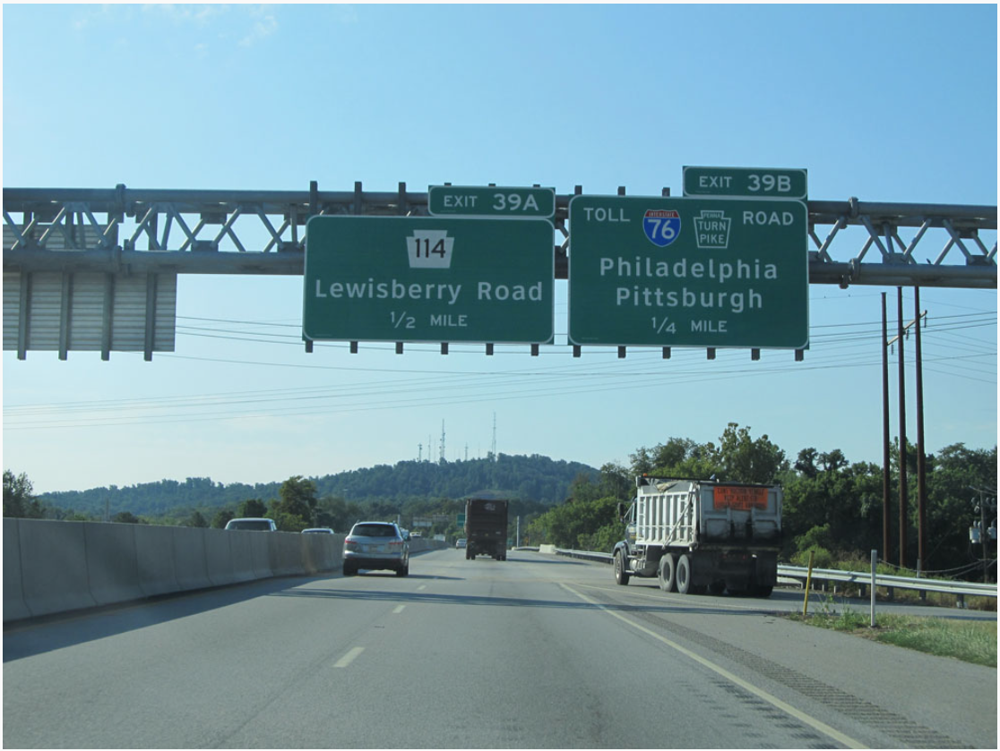 EXIT 39A
114
Lewisberry Road
1/2 MILE
EXIT 39B
TOLL INTERSTATE 76 PENNA TURN PIKE ROAD
Philadelphia
Pittsburgh
1/4 MILE